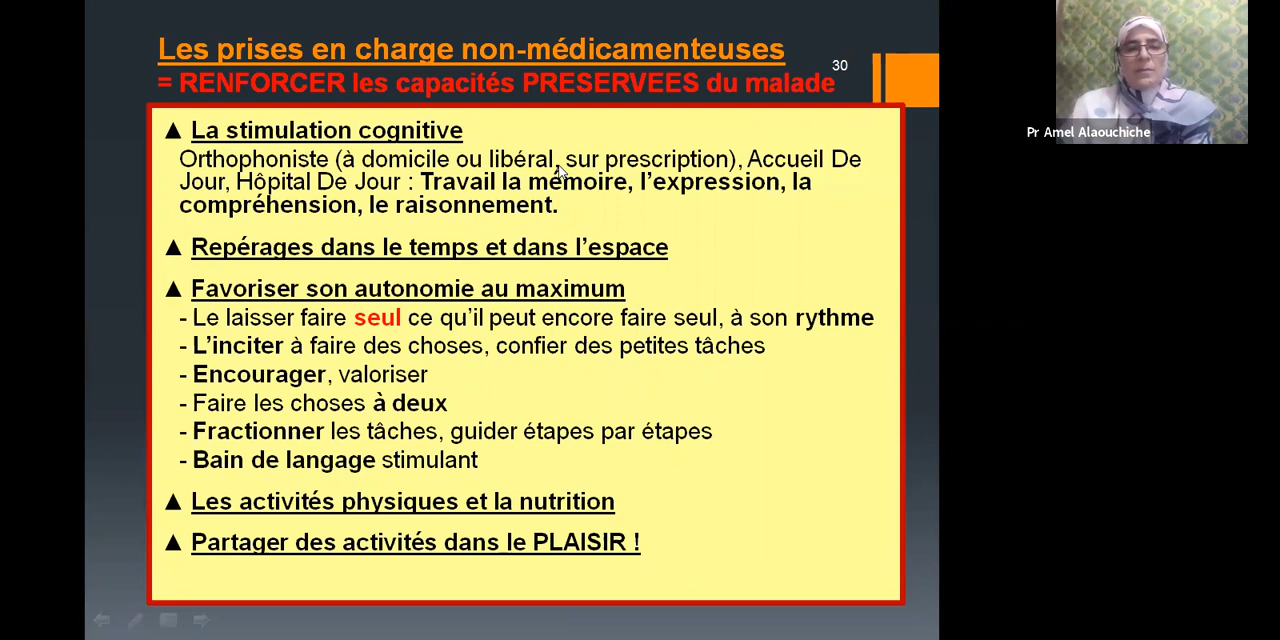 Les prises en charge non-médicamenteuses
30
= RENFORCER les capacités PRESERVEES du malade
Pr Amel Alaouchiche
▲ La stimulation cognitive
Orthophoniste (à domicile ou libéral, sur prescription), Accueil De
Jour, Hôpital De Jour : Travail la mémoire, l’expression, la
compréhension, le raisonnement.
▲ Repérages dans le temps et dans l’espace
▲ Favoriser son autonomie au maximum
- Le laisser faire seul ce qu’il peut encore faire seul, à son rythme
- L’inciter à faire des choses, confier des petites tâches
- Encourager, valoriser
- Faire les choses à deux
- Fractionner les tâches, guider étapes par étapes
- Bain de langage stimulant
▲ Les activités physiques et la nutrition
▲ Partager des activités dans le PLAISIR !